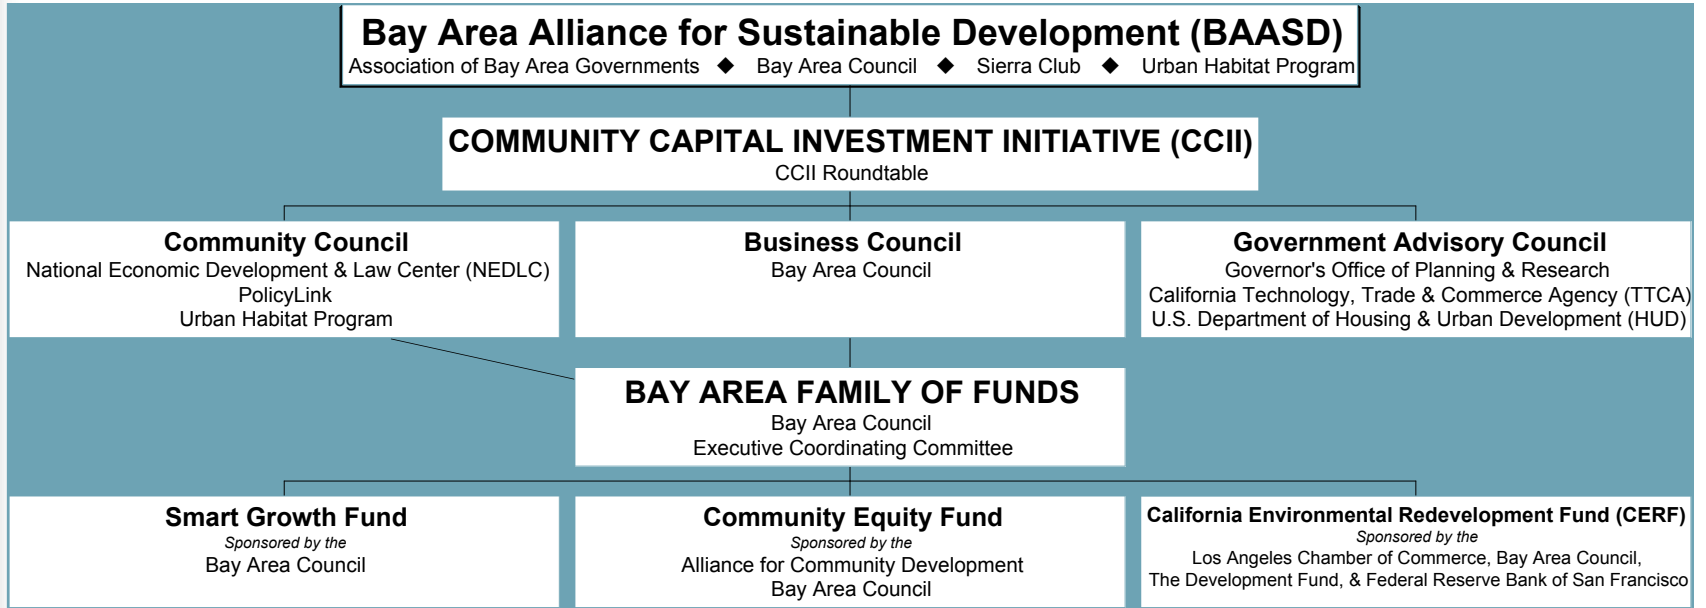 Bay Area Alliance for Sustainable Development (BAASD)
Association of Bay Area Governments ◆ Bay Area Council ◆ Sierra Club ◆ Urban Habitat Program
COMMUNITY CAPITAL INVESTMENT INITIATIVE (CCII)
CCII Roundtable
Community Council
National Economic Development & Law Center (NEDLC)
PolicyLink
Urban Habitat Program
Business Council
Bay Area Council
Government Advisory Council
Governor's Office of Planning & Research
California Technology, Trade & Commerce Agency (TTCA)
U.S. Department of Housing & Urban Development (HUD)
BAY AREA FAMILY OF FUNDS
Bay Area Council
Executive Coordinating Committee
Smart Growth Fund
Sponsored by the
Bay Area Council
Community Equity Fund
Sponsored by the
Alliance for Community Development
Bay Area Council
California Environmental Redevelopment Fund (CERF)
Sponsored by the
Los Angeles Chamber of Commerce, Bay Area Council,
The Development Fund, & Federal Reserve Bank of San Francisco